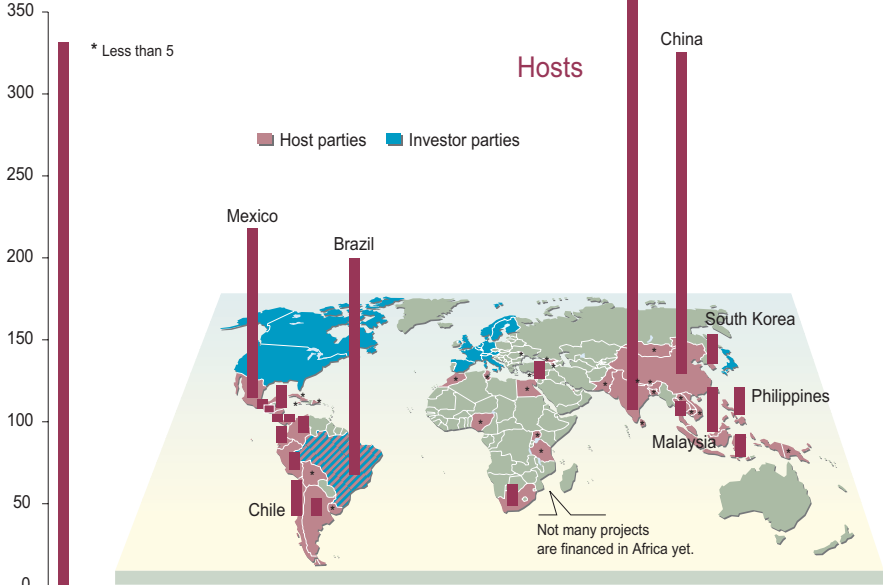 350
* Less than 5
China
Hosts
300
Host parties
Investor parties
250
Mexico
Brazil
200
150
South Korea
100
Philippines
Malaysia
50
Chile
Not many projects
are financed in Africa yet.
0